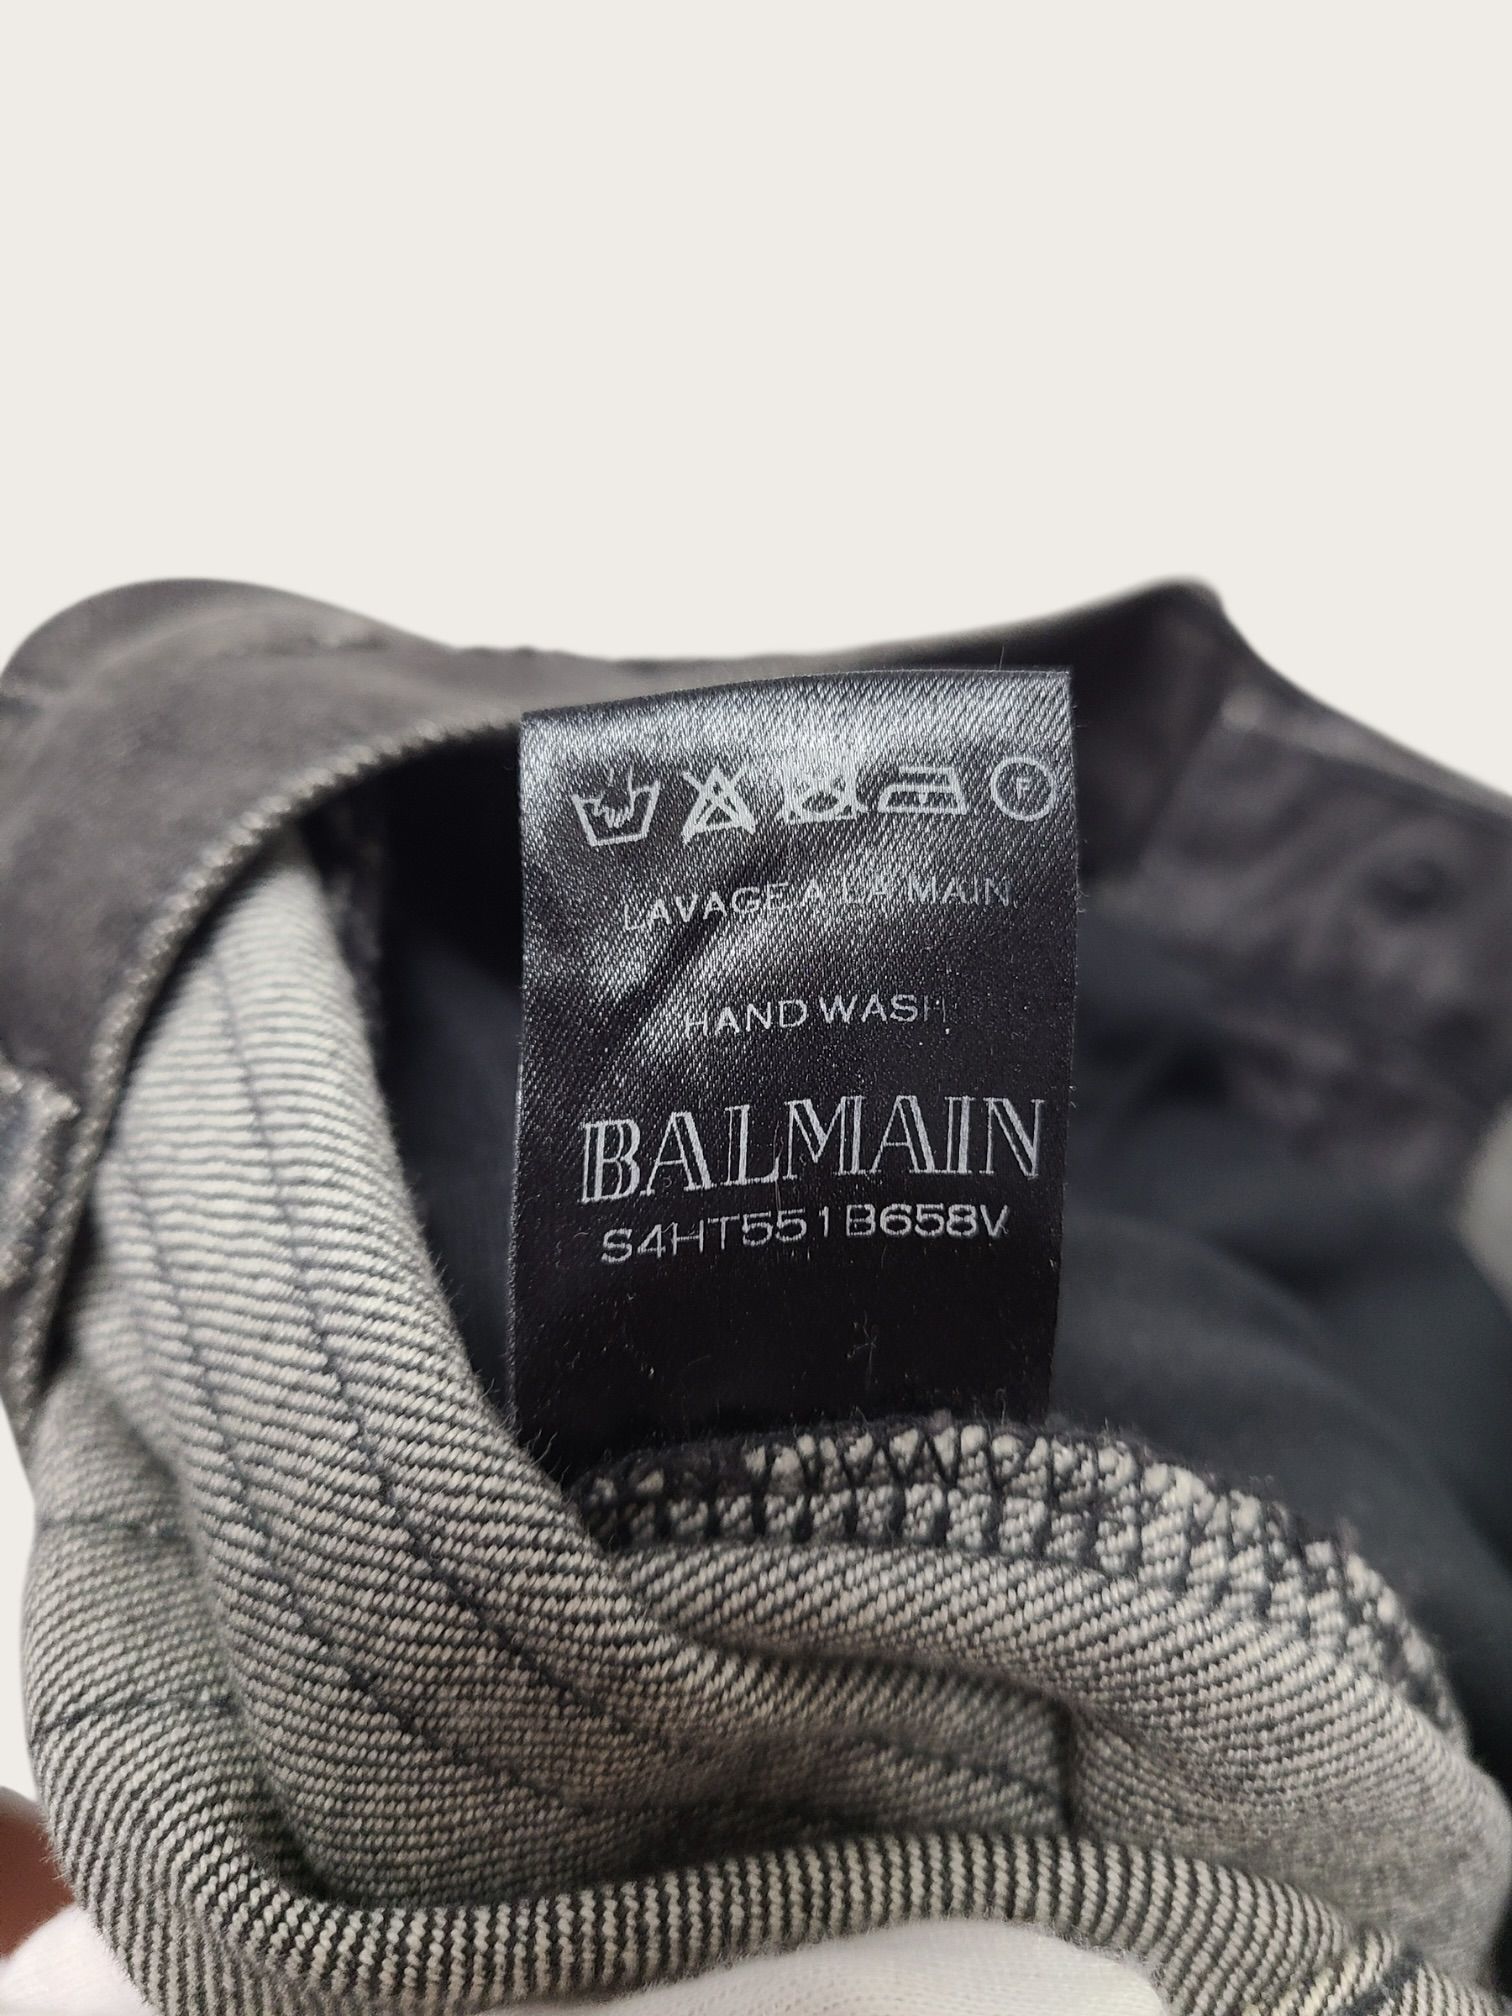 LAVAGE A LA MAIN
HAND WASH
BALMAIN
S4HT551B658V